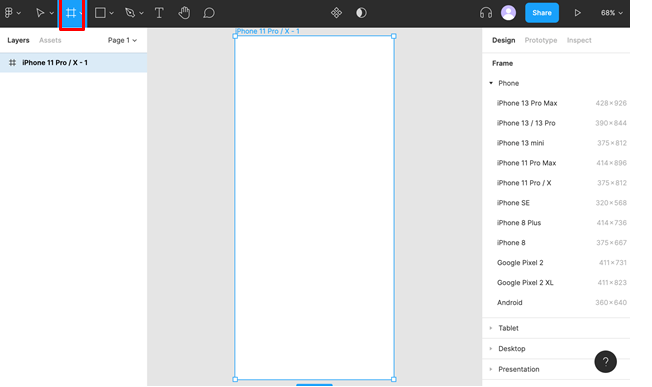 Share
68%
Layers
Assets
Page 1
iPhone 11 Pro / X - 1
iPhone 11 Pro / X - 1
Design
Prototype
Inspect
Frame
Phone
iPhone 13 Pro Max 428×926
iPhone 13 / 13 Pro 390×844
iPhone 13 mini 375×812
iPhone 11 Pro Max 414×896
iPhone 11 Pro / X 375×812
iPhone SE 320×568
iPhone 8 Plus 414×736
iPhone 8 375×667
Google Pixel 2 411×731
Google Pixel 2 XL 411×823
Android 360×640
Tablet
Desktop
Presentation
?